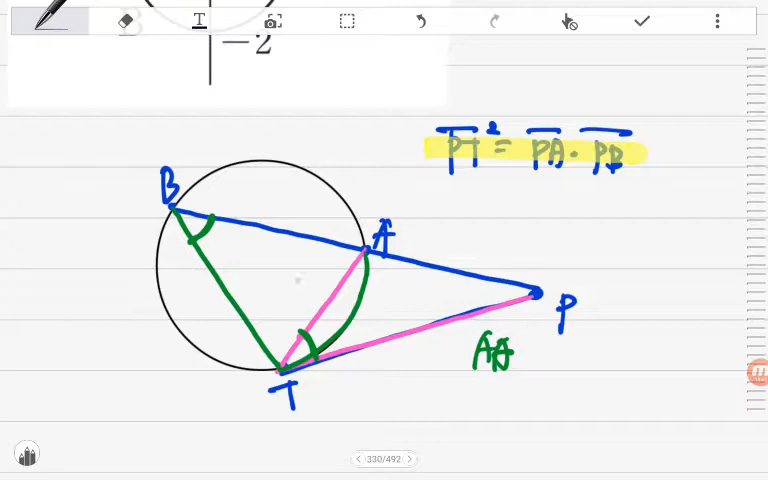 T
-2
PT² = PA · PB
B
A
P
AA
T
330/492